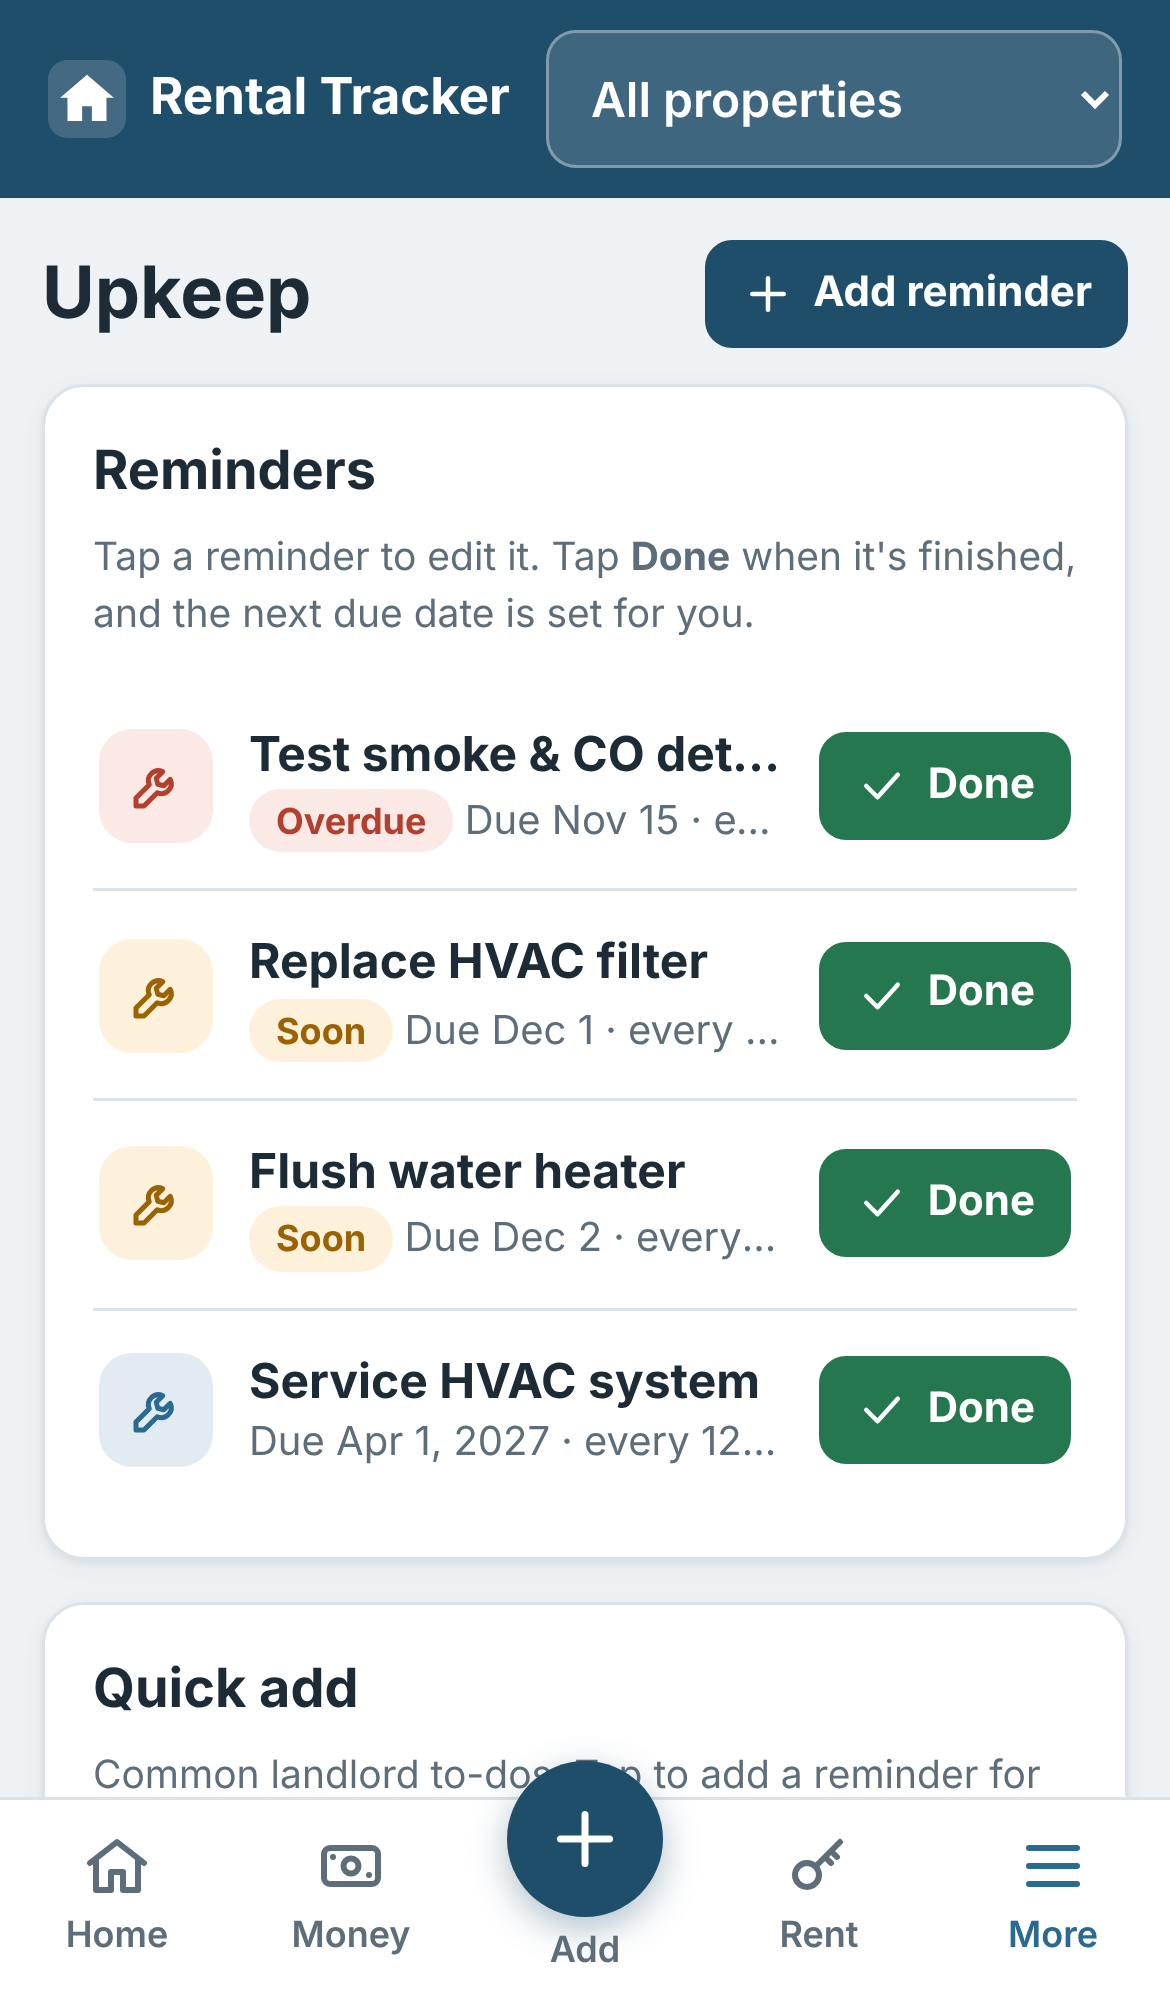 Rental Tracker
All properties
Upkeep
Add reminder
Reminders
Tap a reminder to edit it. Tap Done when it's finished,
and the next due date is set for you.
Test smoke & CO det...
Overdue Due Nov 15 · e...
Done
Replace HVAC filter
Soon Due Dec 1 · every ...
Done
Flush water heater
Soon Due Dec 2 · every...
Done
Service HVAC system
Due Apr 1, 2027 · every 12...
Done
Quick add
Common landlord to-dos to add a reminder for
Home
Money
Add
Rent
More